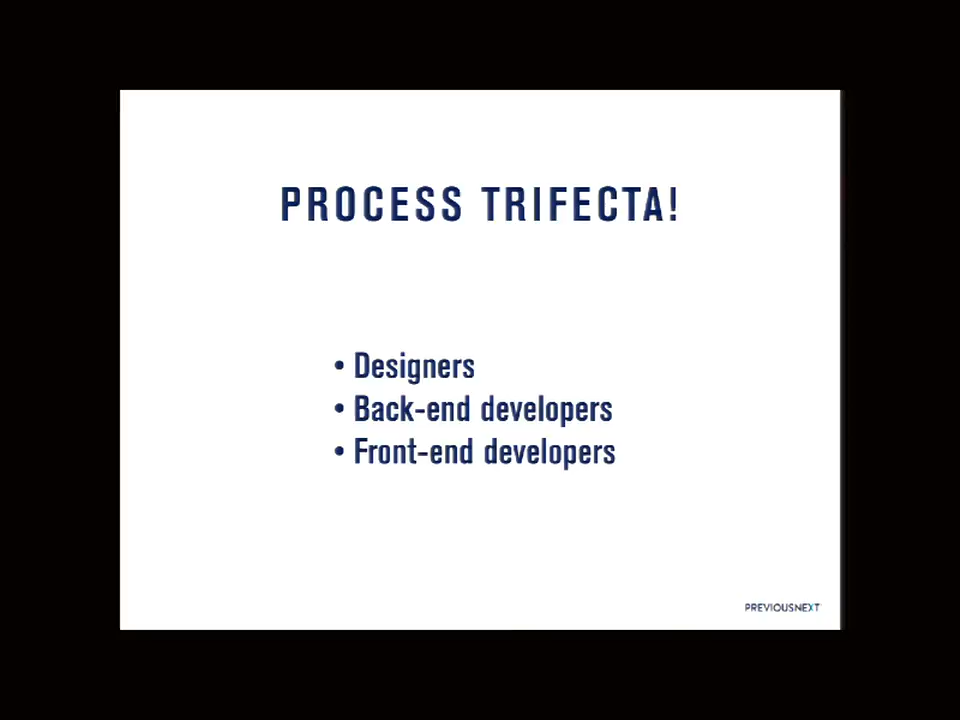 PROCESS TRIFECTA!
• Designers
• Back-end developers
• Front-end developers
PREVIOUSNEXT